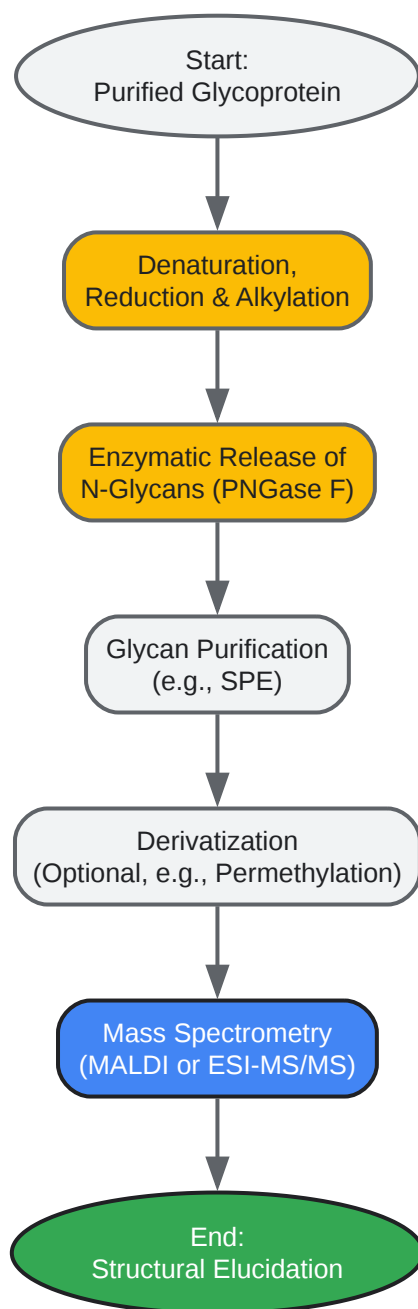 Start:
Purified Glycoprotein
Denaturation,
Reduction & Alkylation
Enzymatic Release of
N-Glycans (PNGase F)
Glycan Purification
(e.g., SPE)
Derivatization
(Optional, e.g., Permethylation)
Mass Spectrometry
(MALDI or ESI-MS/MS)
End:
Structural Elucidation